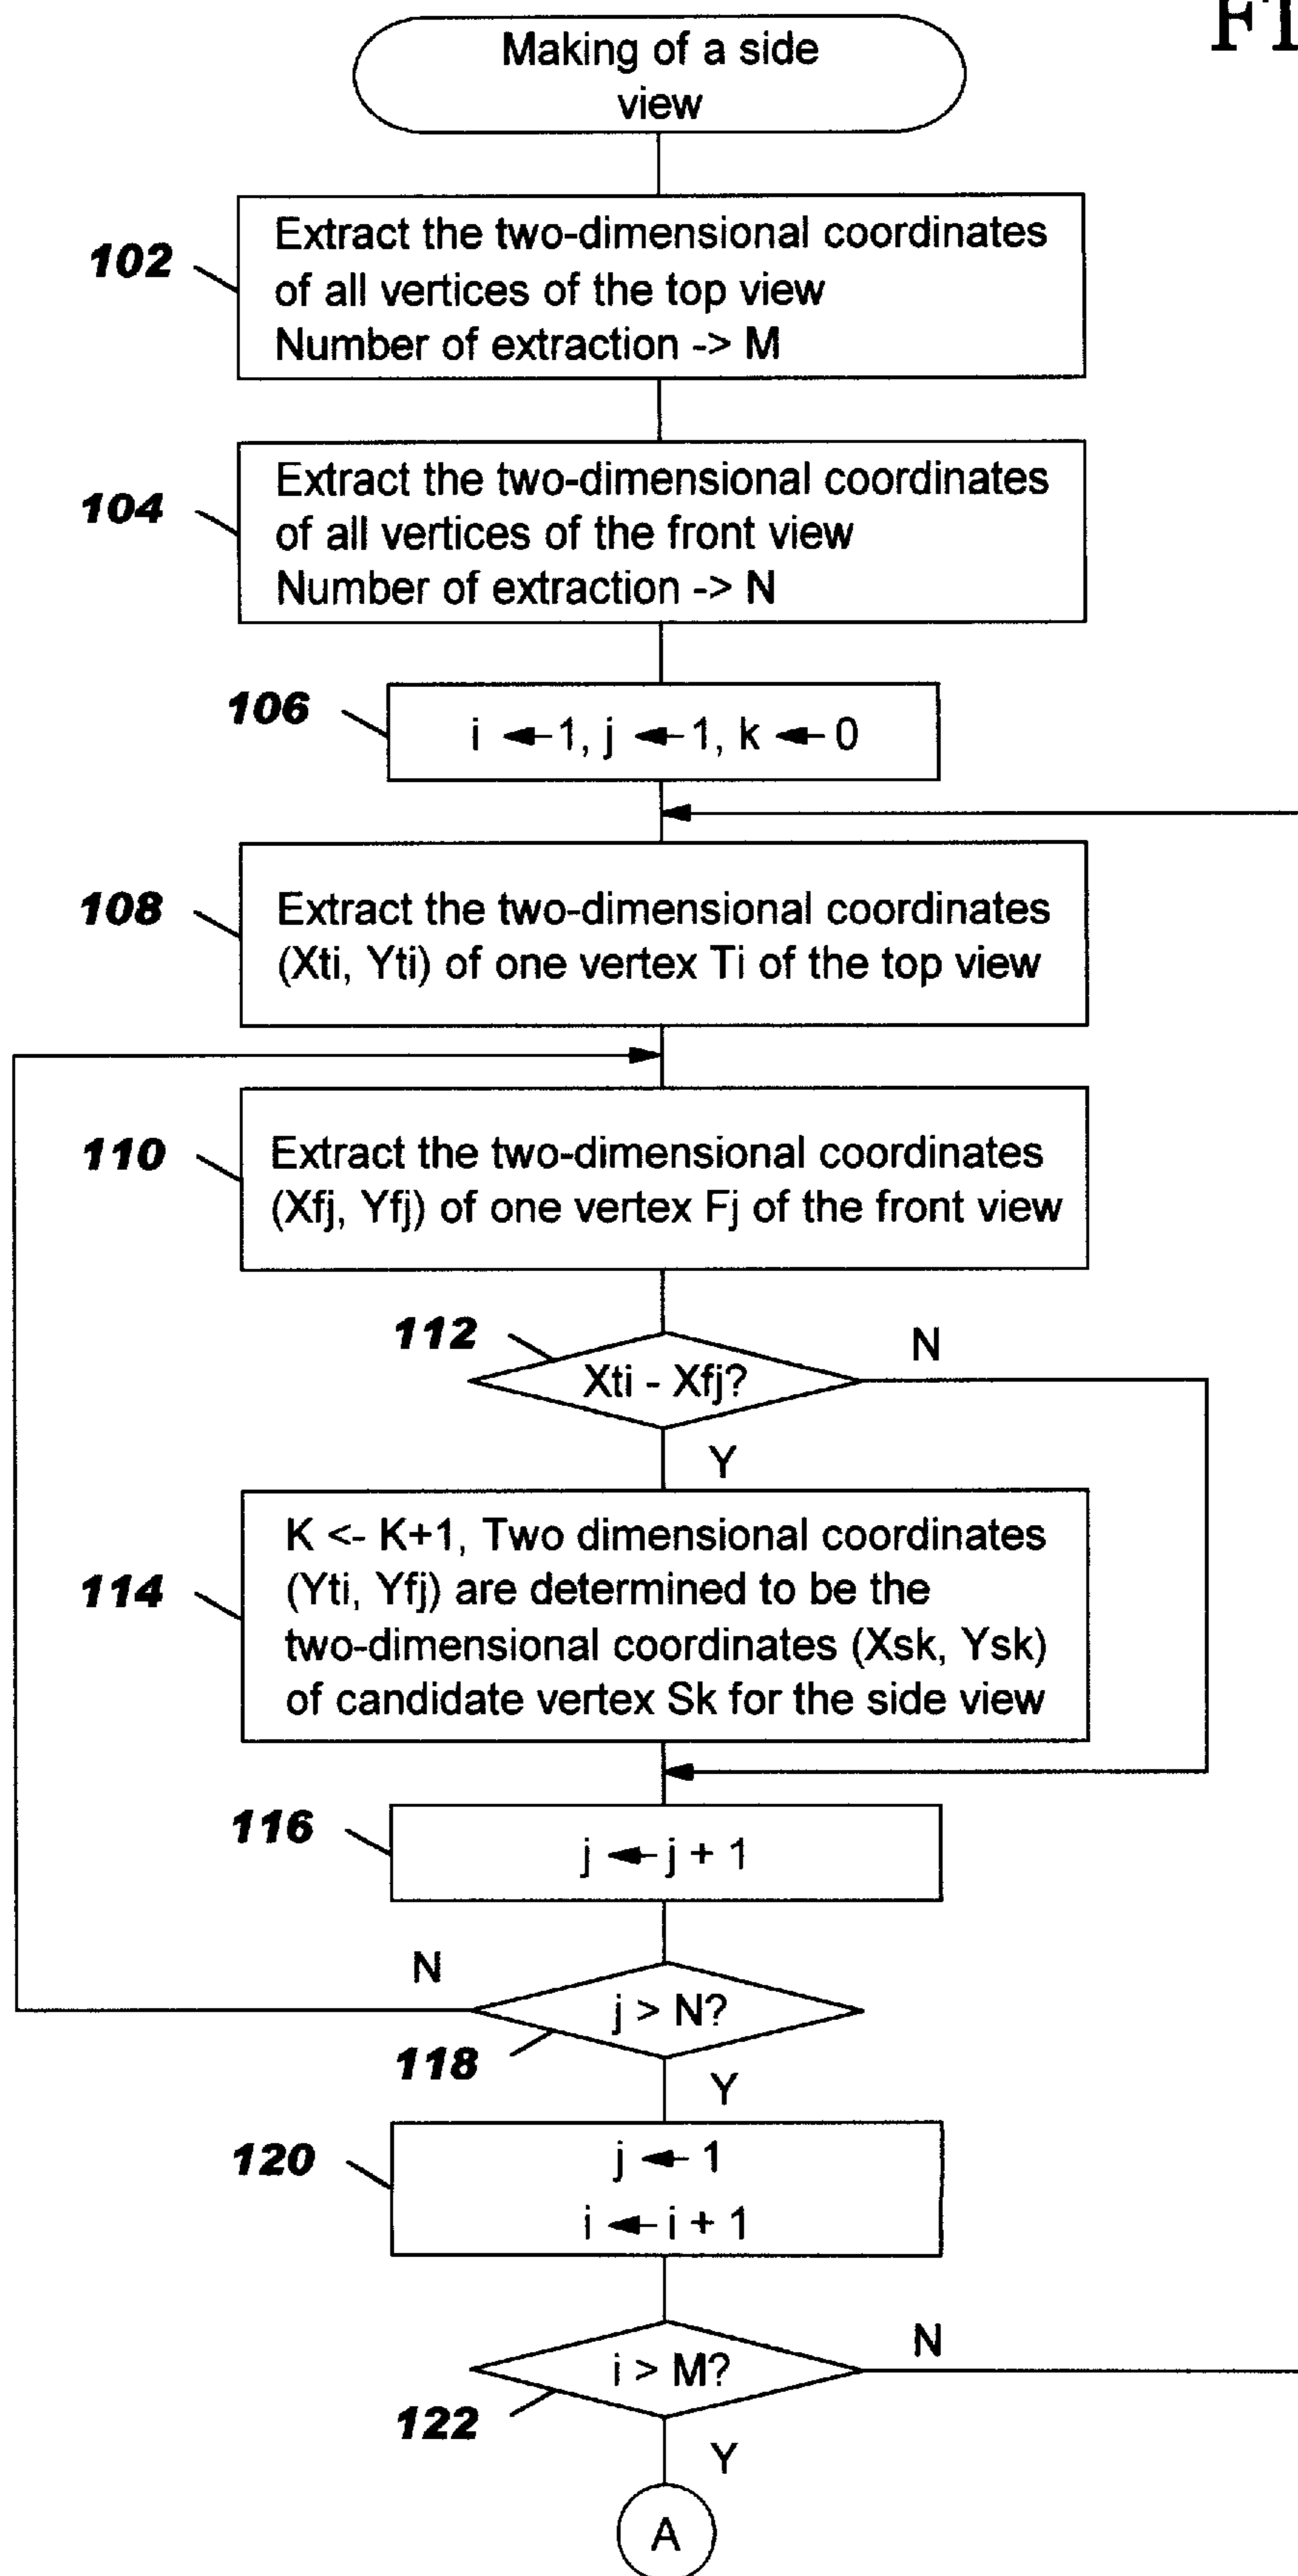 Making of a side
view
102
Extract the two-dimensional coordinates
of all vertices of the top view
Number of extraction -> M
104
Extract the two-dimensional coordinates
of all vertices of the front view
Number of extraction -> N
106
i ← 1, j ← 1, k ← 0
108
Extract the two-dimensional coordinates
(Xti, Yti) of one vertex Ti of the top view
110
Extract the two-dimensional coordinates
(Xfj, Yfj) of one vertex Fj of the front view
112
Xti - Xfj?
N
Y
114
K <- K+1, Two dimensional coordinates
(Yti, Yfj) are determined to be the
two-dimensional coordinates (Xsk, Ysk)
of candidate vertex Sk for the side view
116
j ← j + 1
N
j > N?
118
Y
120
j ← 1
i ← i + 1
i > M?
N
122
Y
A